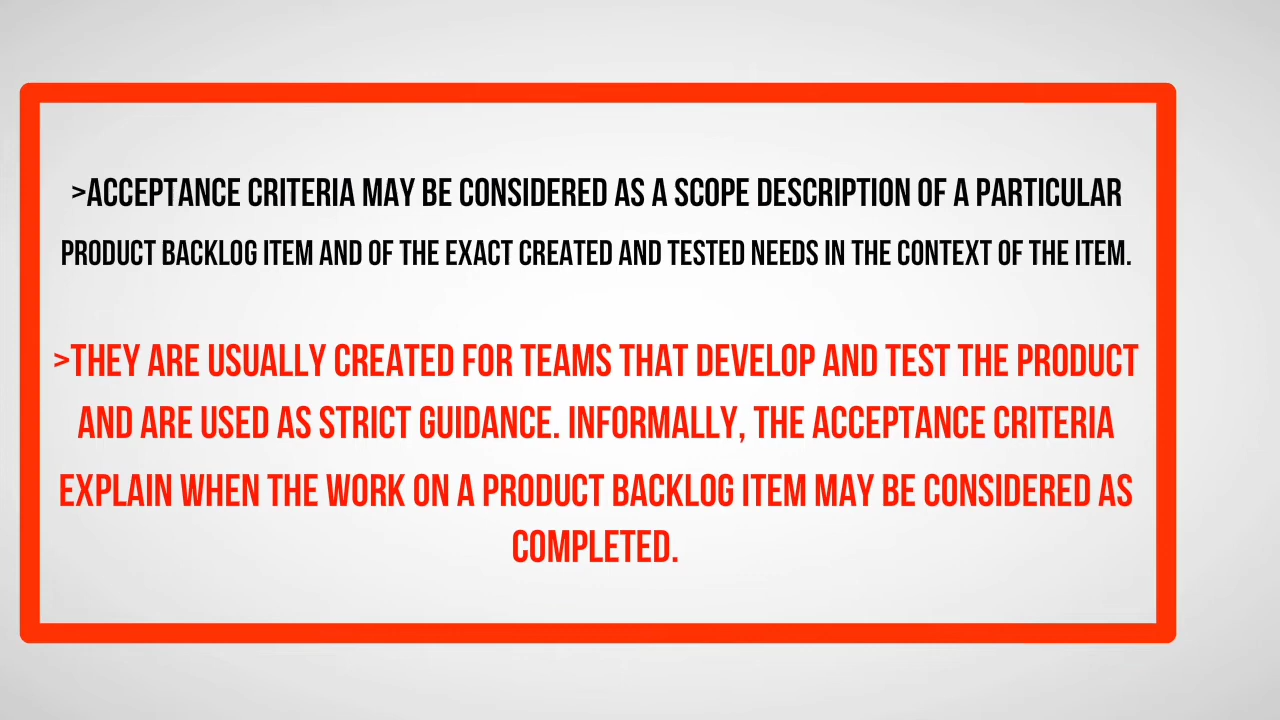 >ACCEPTANCE CRITERIA MAY BE CONSIDERED AS A SCOPE DESCRIPTION OF A PARTICULAR
PRODUCT BACKLOG ITEM AND OF THE EXACT CREATED AND TESTED NEEDS IN THE CONTEXT OF THE ITEM.
>THEY ARE USUALLY CREATED FOR TEAMS THAT DEVELOP AND TEST THE PRODUCT
AND ARE USED AS STRICT GUIDANCE. INFORMALLY, THE ACCEPTANCE CRITERIA
EXPLAIN WHEN THE WORK ON A PRODUCT BACKLOG ITEM MAY BE CONSIDERED AS
COMPLETED.